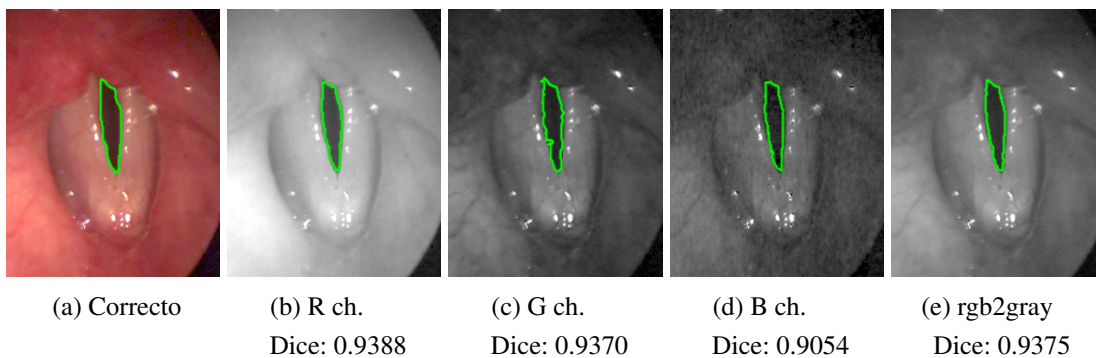 (a) Correcto
(b) R ch.
Dice: 0.9388
(c) G ch.
Dice: 0.9370
(d) B ch.
Dice: 0.9054
(e) rgb2gray
Dice: 0.9375